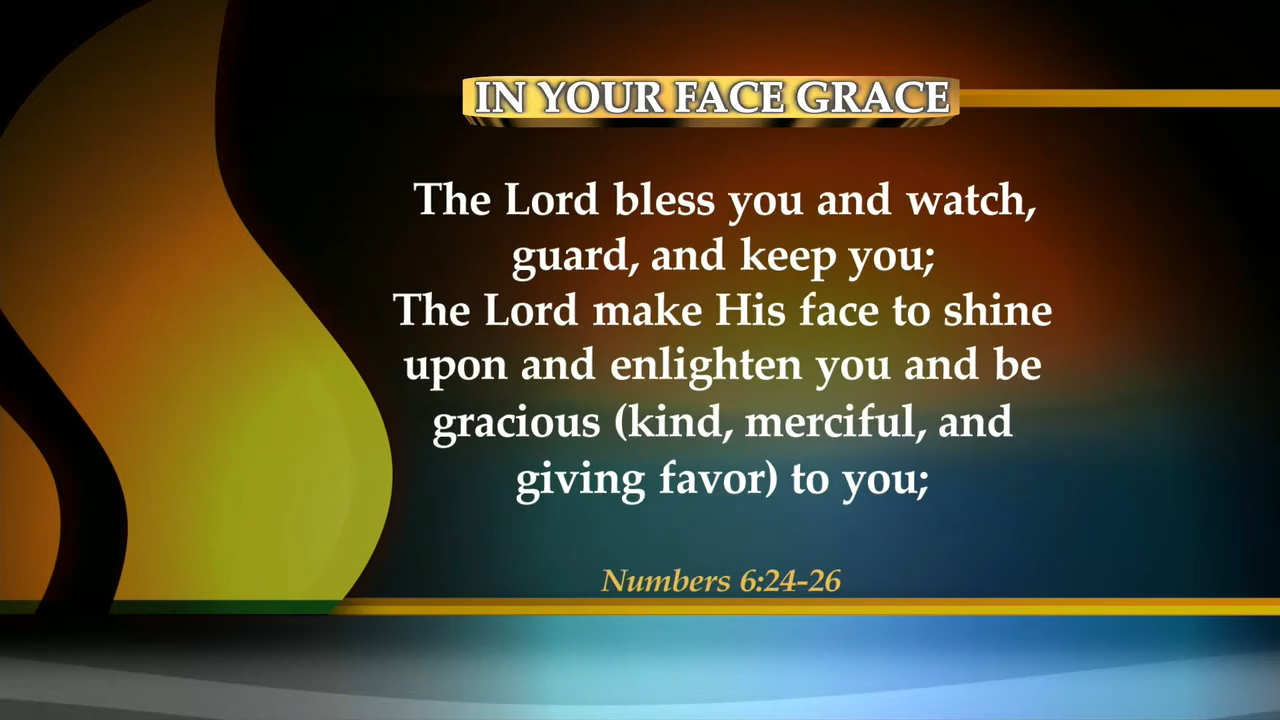 IN YOUR FACE GRACE
The Lord bless you and watch,
guard, and keep you;
The Lord make His face to shine
upon and enlighten you and be
gracious (kind, merciful, and
giving favor) to you;
Numbers 6:24-26